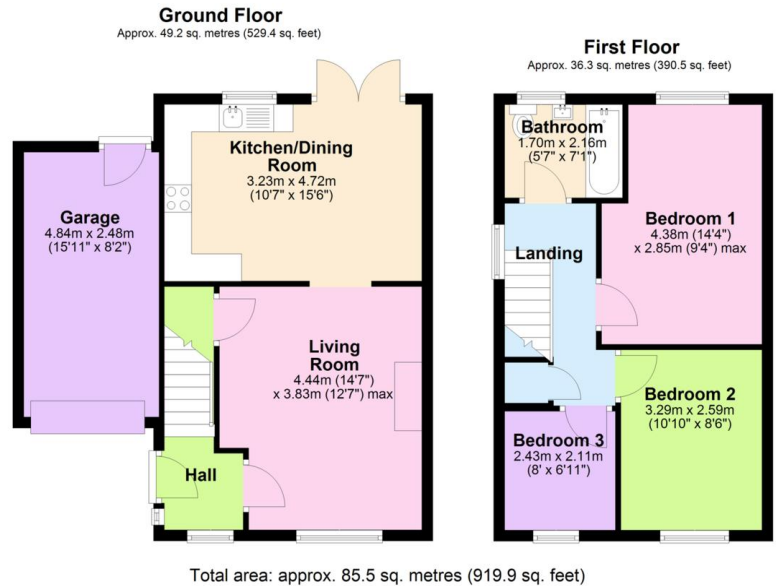 Ground Floor
Approx. 49.2 sq. metres (529.4 sq. feet)
First Floor
Approx. 36.3 sq. metres (390.5 sq. feet)
Kitchen/Dining
Room
3.23m x 4.72m
(10'7" x 15'6")
Garage
4.84m x 2.48m
(15'11" x 8'2")
Living
Room
4.44m (14'7")
x 3.83m (12'7") max
Hall
Bathroom
1.70m x 2.16m
(5'7" x 7'1")
Bedroom 1
4.38m (14'4")
x 2.85m (9'4") max
Landing
Bedroom 2
3.29m x 2.59m
(10'10" x 8'6")
Bedroom 3
2.43m x 2.11m
(8' x 6'11")
Total area: approx. 85.5 sq. metres (919.9 sq. feet)